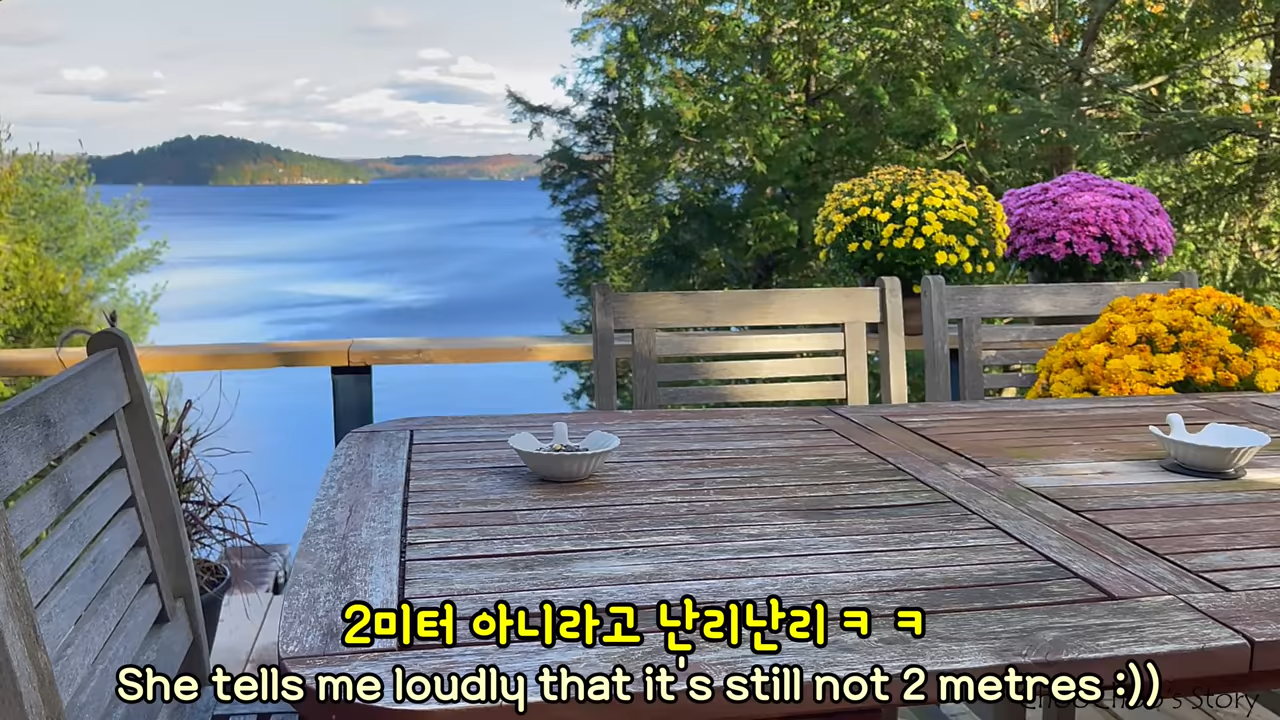 2미터 아니라고 난리난리 ㅋ ㅋ
She tells me loudly that it's still not 2 metres :))
's Story